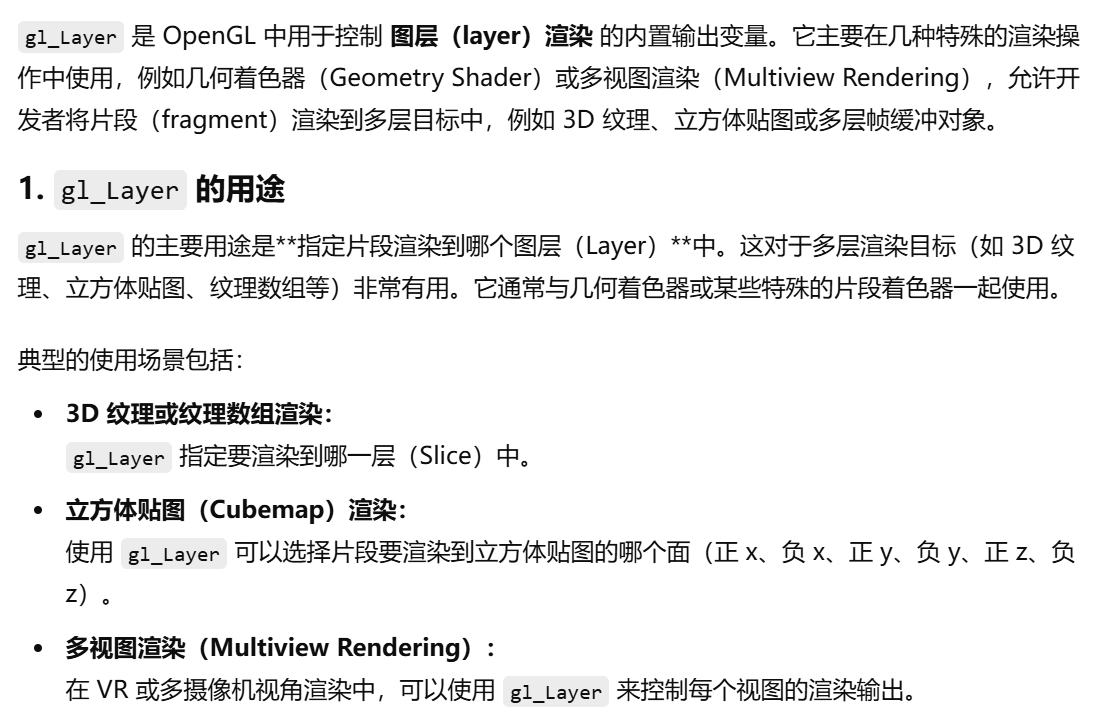 gl_Layer 是 OpenGL 中用于控制 图层（layer）渲染 的内置输出变量。它主要在几种特殊的渲染操
作中使用，例如几何着色器（Geometry Shader）或多视图渲染（Multiview Rendering），允许开
发者将片段（fragment）渲染到多层目标中，例如 3D 纹理、立方体贴图或多层帧缓冲对象。
1. gl_Layer 的用途
gl_Layer 的主要用途是**指定片段渲染到哪个图层（Layer）**中。这对于多层渲染目标（如 3D 纹
理、立方体贴图、纹理数组等）非常有用。它通常与几何着色器或某些特殊的片段着色器一起使用。
典型的使用场景包括：
• 3D 纹理或纹理数组渲染：
gl_Layer 指定要渲染到哪一层（Slice）中。
• 立方体贴图（Cubemap）渲染：
使用 gl_Layer 可以选择片段要渲染到立方体贴图的哪个面（正 x、负 x、正 y、负 y、正 z、负
z）。
• 多视图渲染（Multiview Rendering）：
在 VR 或多摄像机视角渲染中，可以使用 gl_Layer 来控制每个视图的渲染输出。